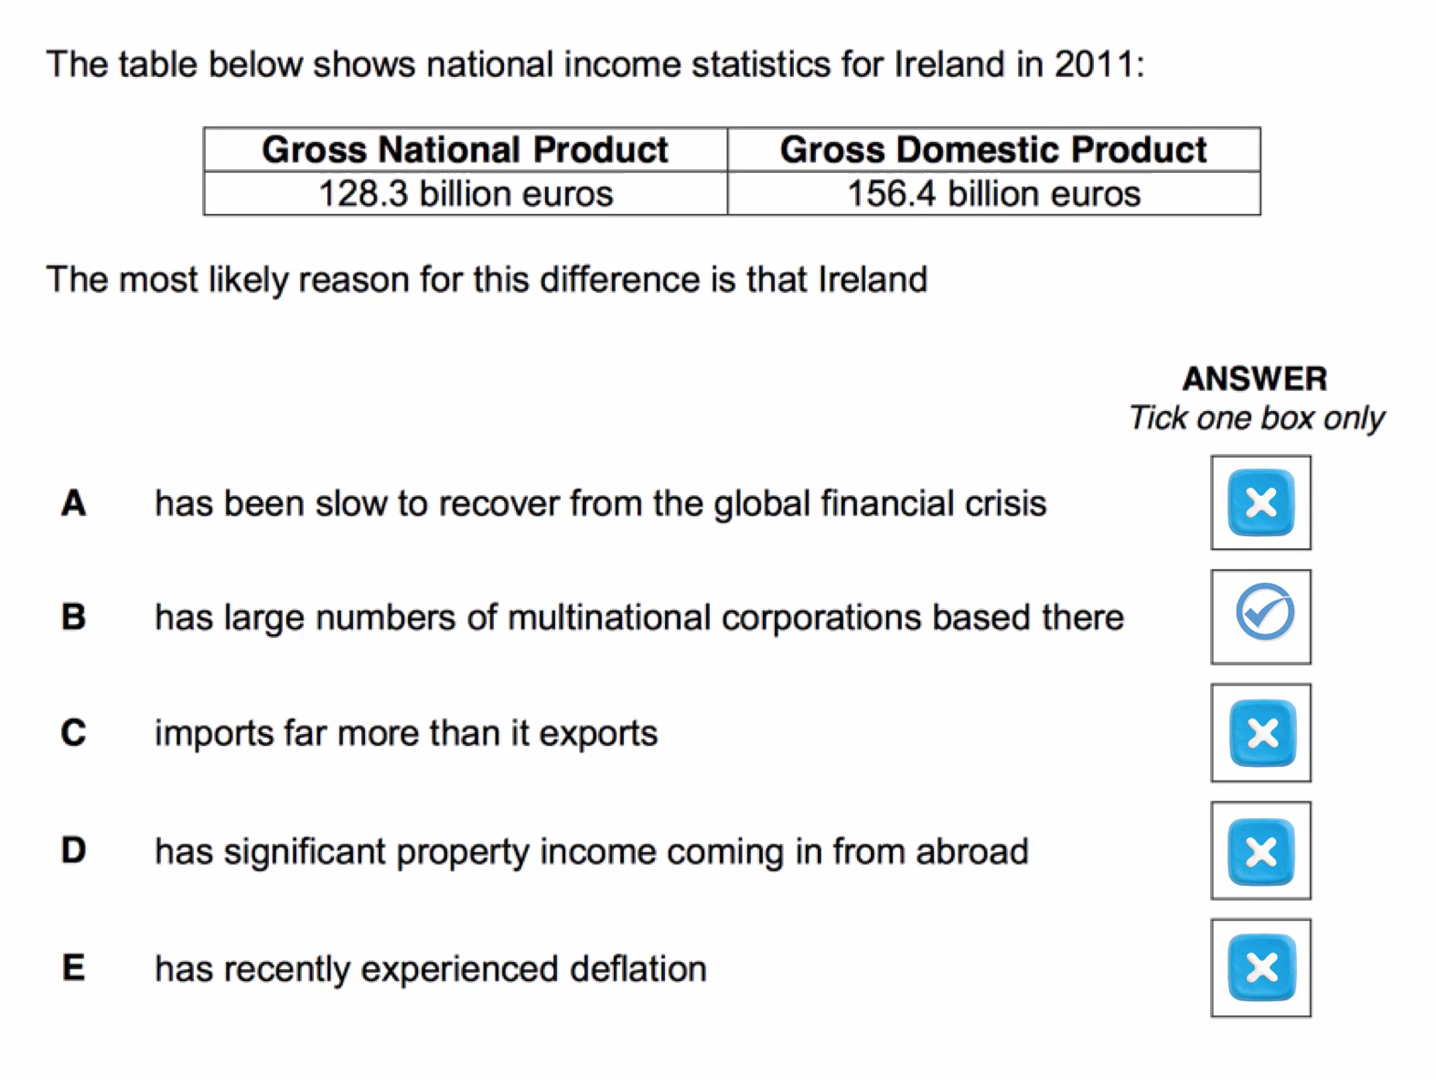 The table below shows national income statistics for Ireland in 2011:
Gross National Product Gross Domestic Product
128.3 billion euros 156.4 billion euros
The most likely reason for this difference is that Ireland
ANSWER
Tick one box only
A has been slow to recover from the global financial crisis
B has large numbers of multinational corporations based there
C imports far more than it exports
D has significant property income coming in from abroad
E has recently experienced deflation